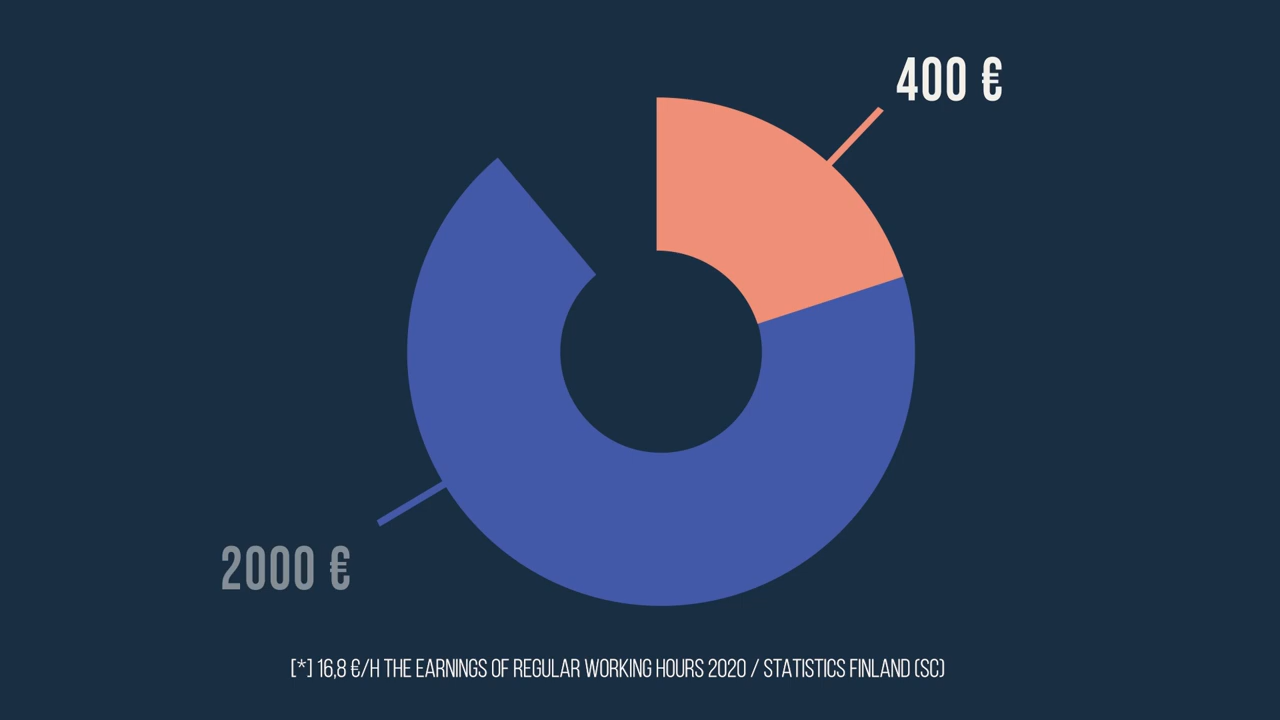 400 €
2000 €
[*] 16,8 €/H THE EARNINGS OF REGULAR WORKING HOURS 2020 / STATISTICS FINLAND (SC)